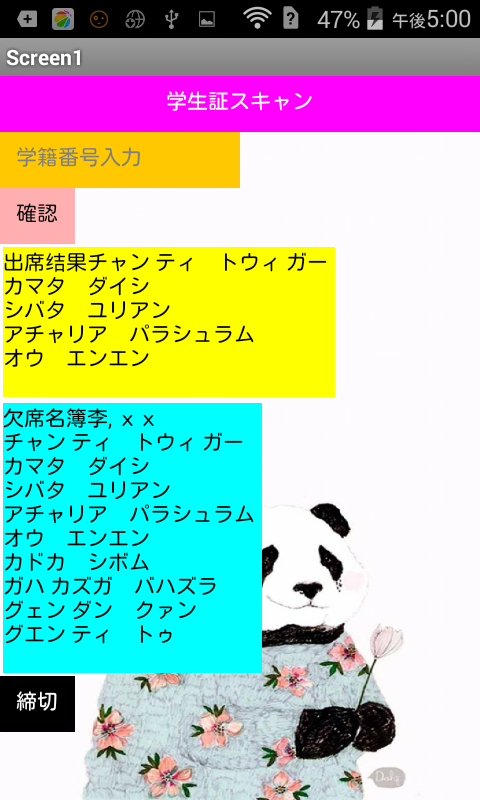 47% 午後5:00
Screen1
学生証スキャン
学籍番号入力
確認
出席结果チャン ティ　トウィ ガー
カマタ　ダイシ
シバタ　ユリアン
アチャリア　パラシュラム
オウ　エンエン
欠席名簿李, ｘｘ
チャン ティ　トウィ ガー
カマタ　ダイシ
シバタ　ユリアン
アチャリア　パラシュラム
オウ　エンエン
カドカ　シボム
ガハ カズガ　バハズラ
グェン ダン　クァン
グエン ティ　トゥ
締切